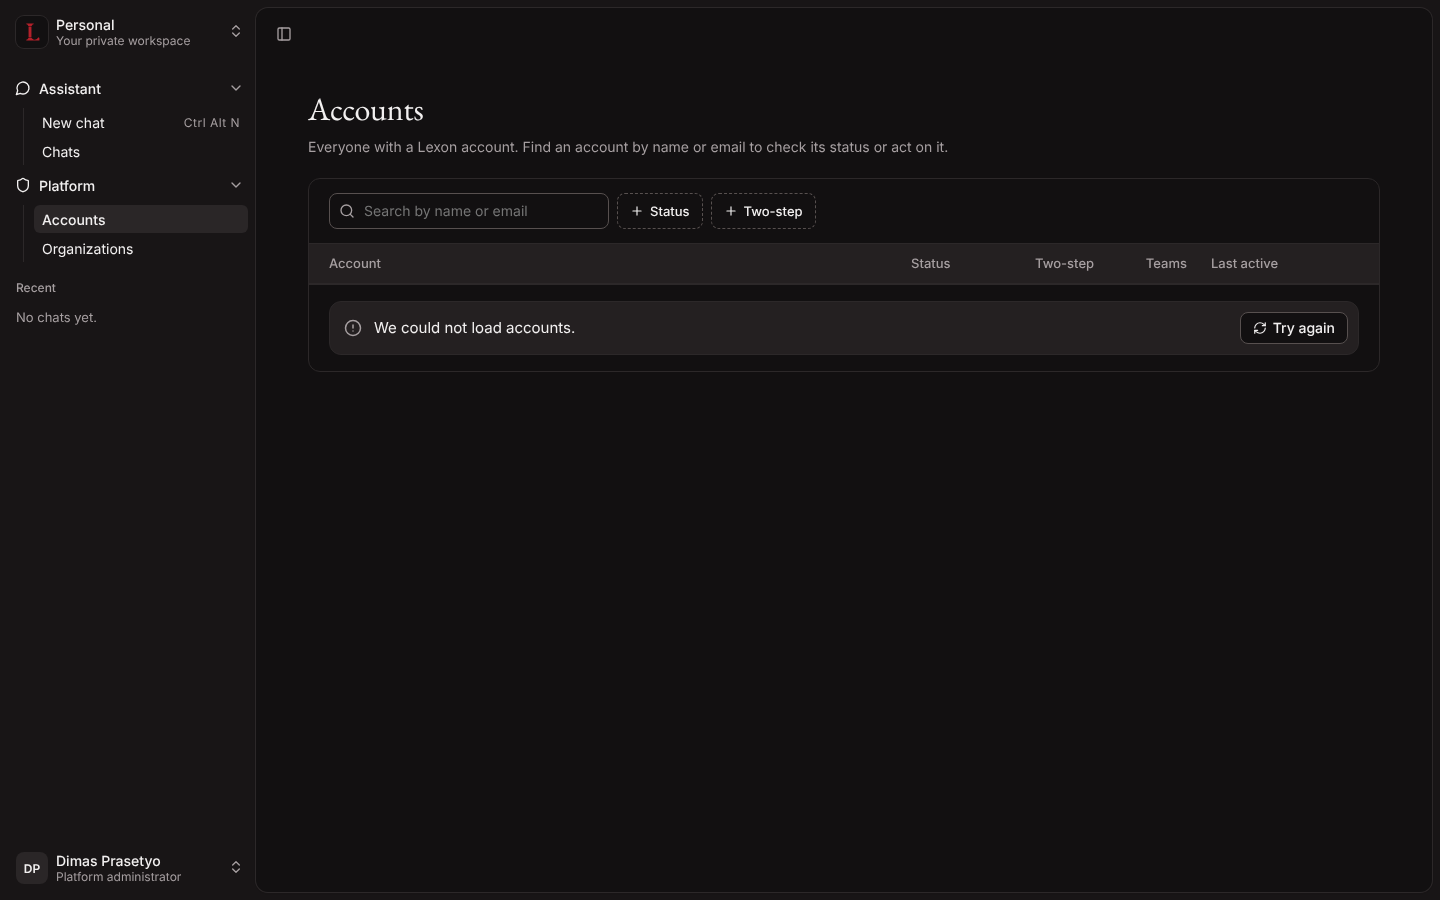 L
Personal
Your private workspace
Assistant
New chat Ctrl Alt N
Chats
Platform
Accounts
Organizations
Recent
No chats yet.
DP
Dimas Prasetyo
Platform administrator
Accounts
Everyone with a Lexon account. Find an account by name or email to check its status or act on it.
Search by name or email
Status
Two-step
Account Status Two-step Teams Last active
We could not load accounts.
Try again